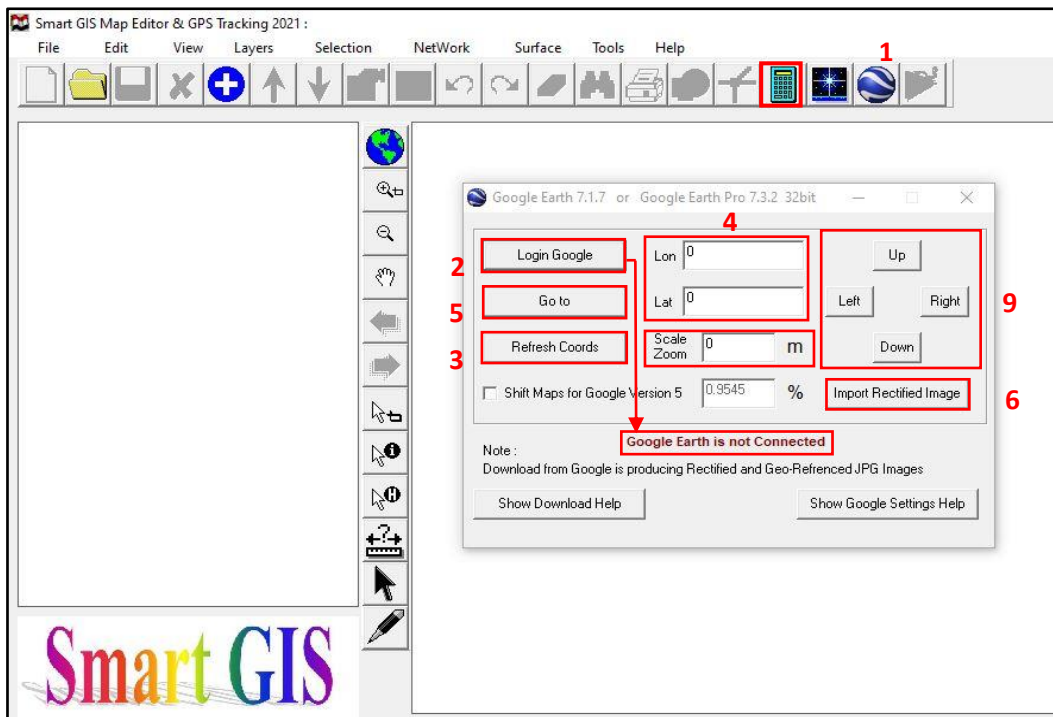 Smart GIS Map Editor & GPS Tracking 2021 :
File Edit View Layers Selection NetWork Surface Tools Help
1
Google Earth 7.1.7 or Google Earth Pro 7.3.2 32bit
4
2 Login Google Lon 0 Up
5 Go to Lat 0 Left Right 9
3 Refresh Coords Scale Zoom 0 m Down
Shift Maps for Google Version 5 0.9545 % Import Rectified Image 6
Google Earth is not Connected
Note :
Download from Google is producing Rectified and Geo-Refrenced JPG Images
Show Download Help Show Google Settings Help
Smart GIS